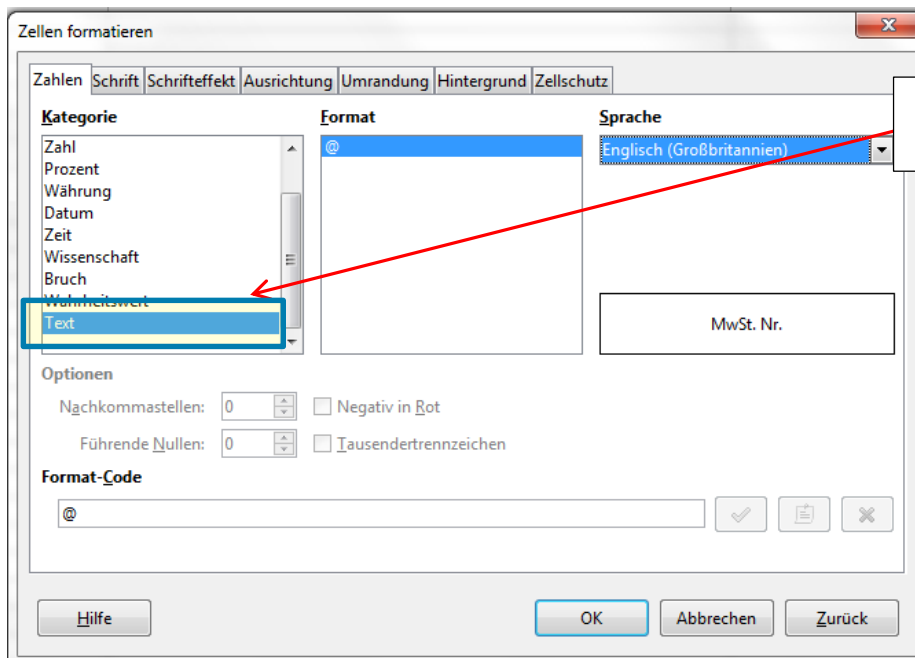 Zellen formatieren
Zahlen Schrift Schrifteffekt Ausrichtung Umrandung Hintergrund Zellschutz
Kategorie Format Sprache
Zahl @ Englisch (Großbritannien)
Prozent
Währung
Datum
Zeit
Wissenschaft
Bruch
Wahrheitswert
Text MwSt. Nr.
Optionen
Nachkommastellen: 0 Negativ in Rot
Führende Nullen: 0 Tausendertrennzeichen
Format-Code
@
Hilfe OK Abbrechen Zurück